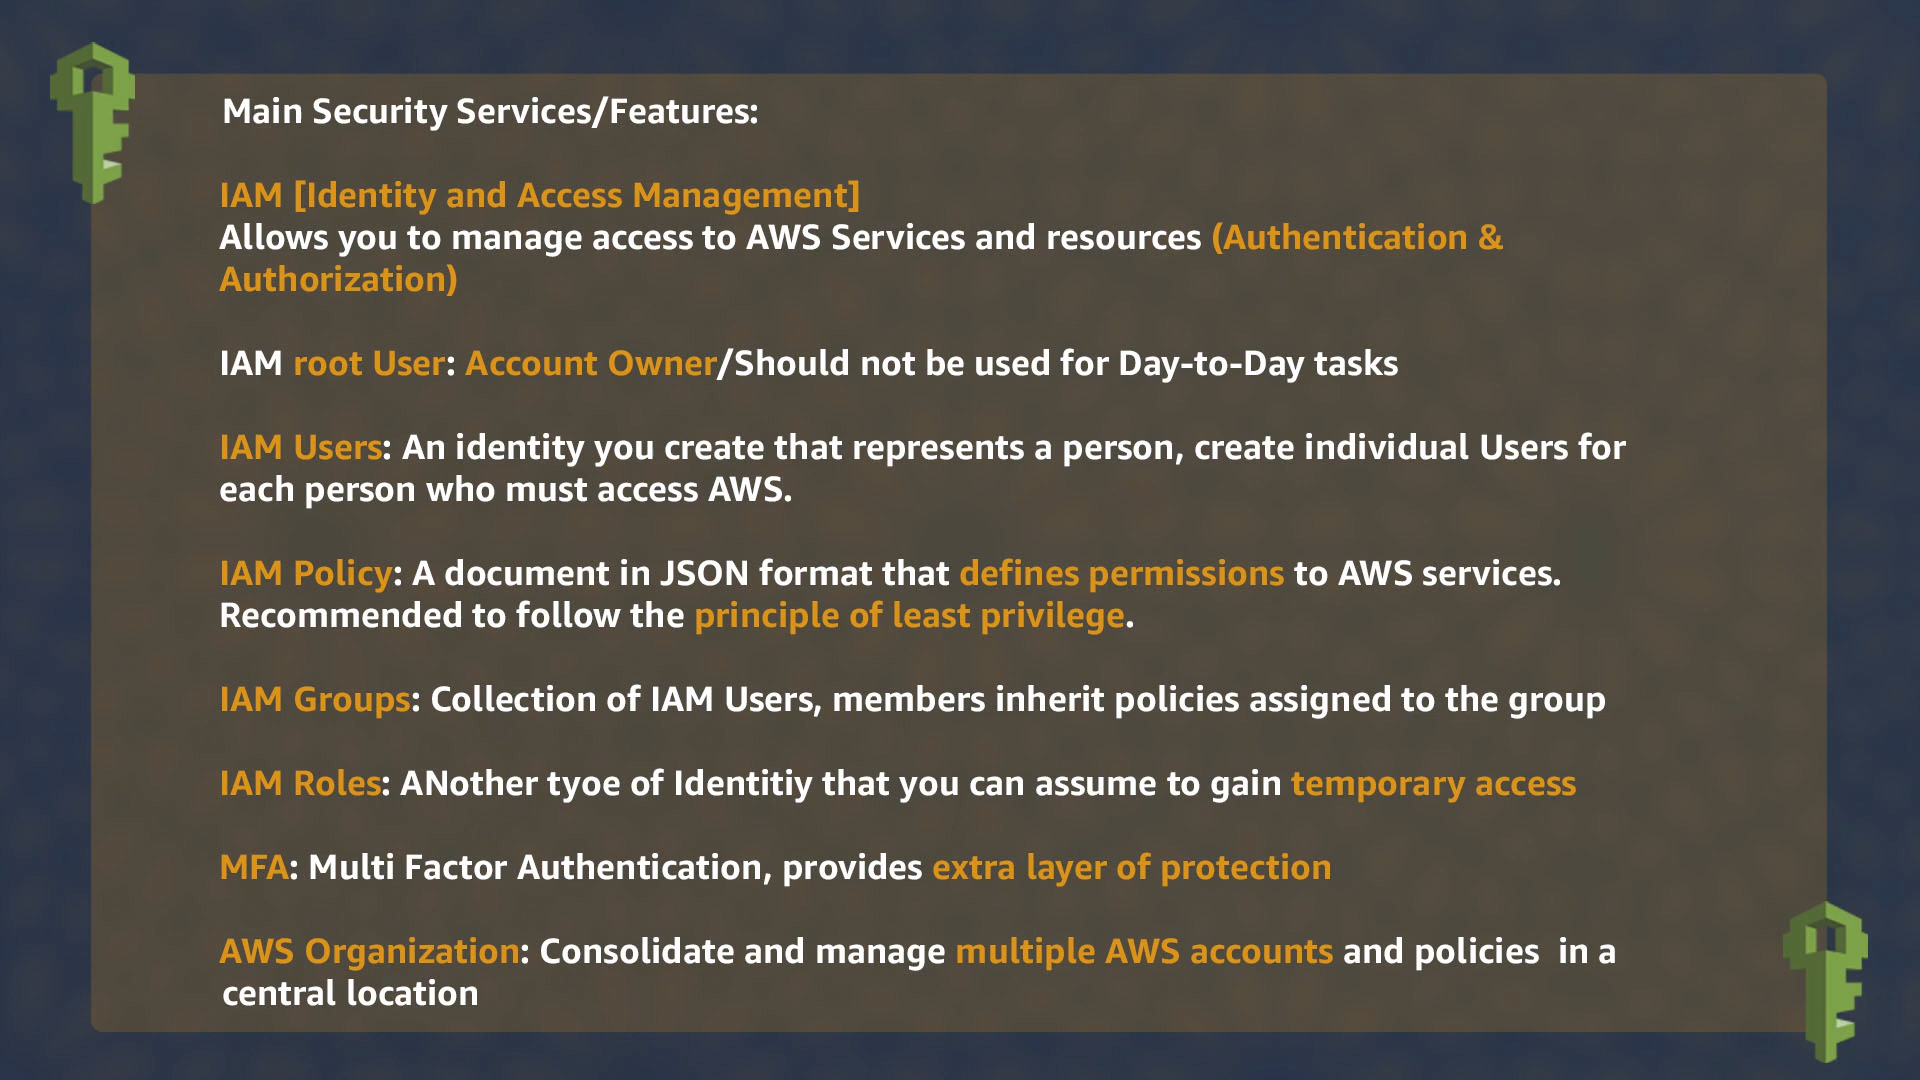 Main Security Services/Features:
IAM [Identity and Access Management]
Allows you to manage access to AWS Services and resources (Authentication &
Authorization)
IAM root User: Account Owner/Should not be used for Day-to-Day tasks
IAM Users: An identity you create that represents a person, create individual Users for
each person who must access AWS.
IAM Policy: A document in JSON format that defines permissions to AWS services.
Recommended to follow the principle of least privilege.
IAM Groups: Collection of IAM Users, members inherit policies assigned to the group
IAM Roles: ANother tyoe of Identitiy that you can assume to gain temporary access
MFA: Multi Factor Authentication, provides extra layer of protection
AWS Organization: Consolidate and manage multiple AWS accounts and policies  in a
central location